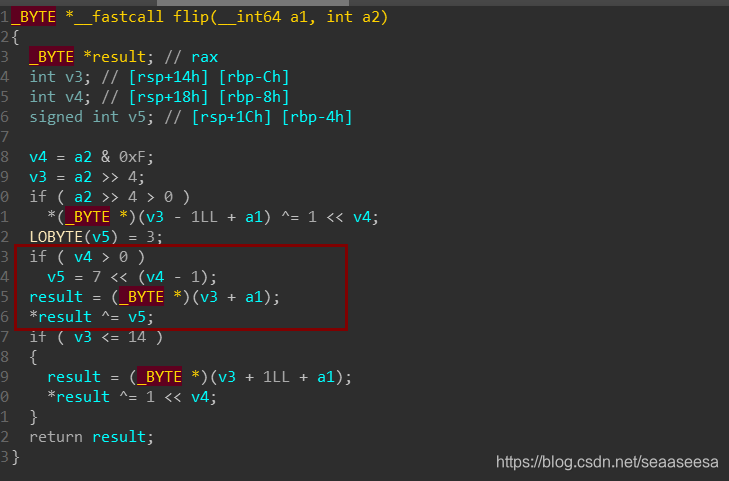 1 _BYTE *__fastcall flip(__int64 a1, int a2)
2 {
3 _BYTE *result; // rax
4 int v3; // [rsp+14h] [rbp-Ch]
5 int v4; // [rsp+18h] [rbp-8h]
6 signed int v5; // [rsp+1Ch] [rbp-4h]
7
8 v4 = a2 & 0xF;
9 v3 = a2 >> 4;
0 if ( a2 >> 4 > 0 )
1 *(_BYTE *)(v3 - 1LL + a1) ^= 1 << v4;
2 LOBYTE(v5) = 3;
3 if ( v4 > 0 )
4 v5 = 7 << (v4 - 1);
5 result = (_BYTE *)(v3 + a1);
6 *result ^= v5;
7 if ( v3 <= 14 )
8 {
9 result = (_BYTE *)(v3 + 1LL + a1);
0 *result ^= 1 << v4;
1 }
2 return result;
3 }
https://blog.csdn.net/seaaseesa